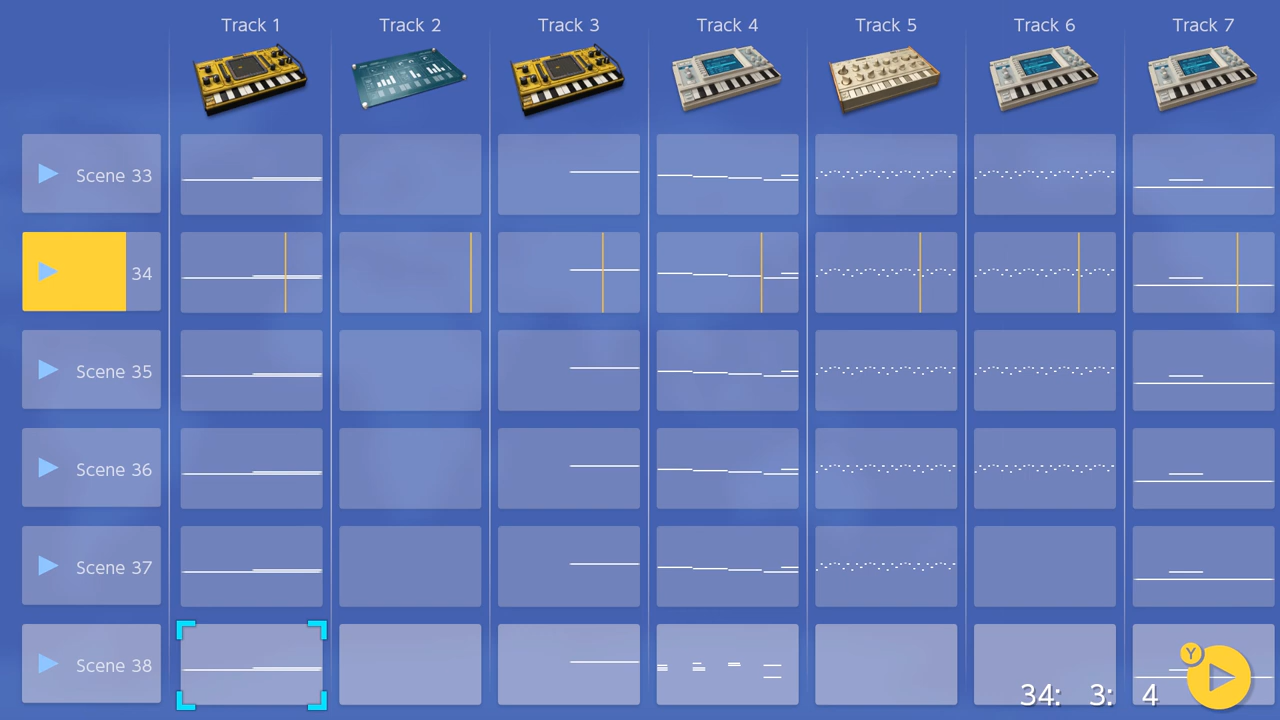 Track 1 Track 2 Track 3 Track 4 Track 5 Track 6 Track 7
Scene 33
34
Scene 35
Scene 36
Scene 37
Scene 38
Y
34: 3: 4